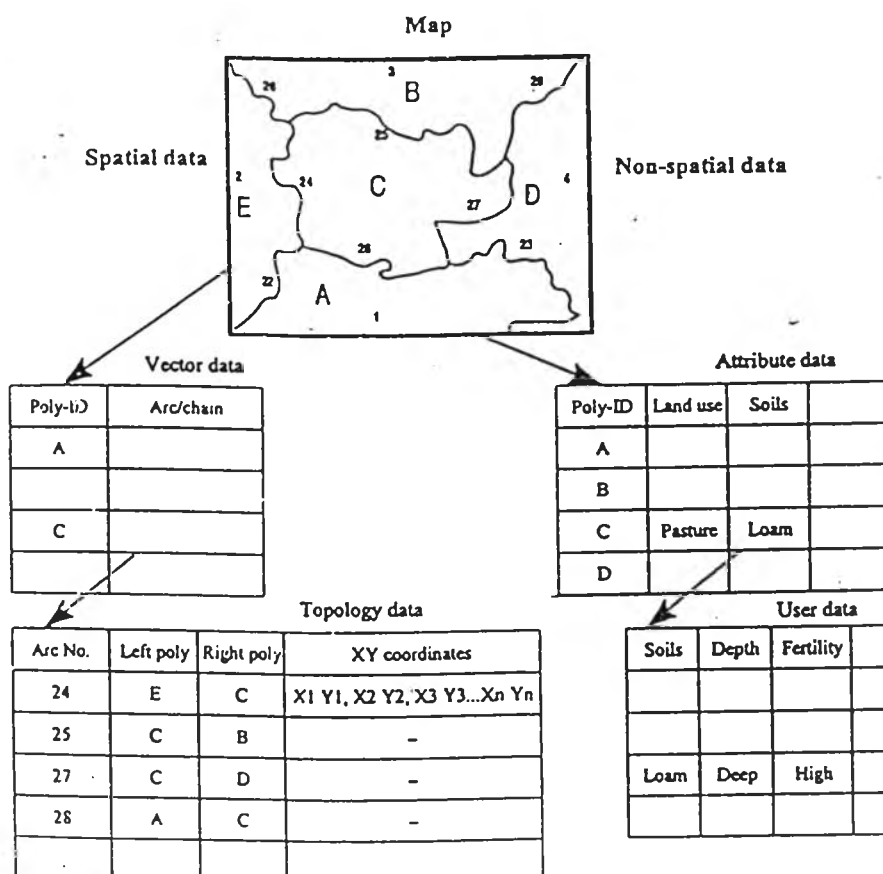 Map
3
B
26
28
25
Spatial data
Non-spatial data
2
24
C
4
E
D
27
28
23
22
A
1
Vector data
Attribute data
Poly-ID Arc/chain
A
C
Poly-ID Land use Soils
A
B
C Pasture Loam
D
Topology data
User data
Arc No. Left poly Right poly XY coordinates
24 E C X1 Y1, X2 Y2, X3 Y3...Xn Yn
25 C B –
27 C D –
28 A C –
Soils Depth Fertility
Loam Deep High